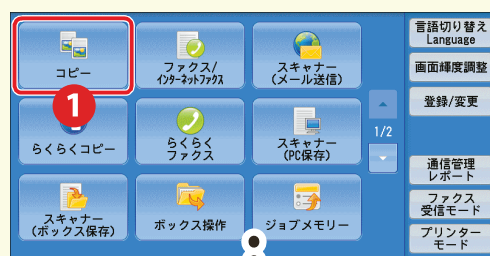 コピー
ファクス/
インターネットファクス
スキャナー
(メール送信)
1
らくらくコピー
らくらく
ファクス
スキャナー
(PC保存)
スキャナー
(ボックス保存)
ボックス操作
ジョブメモリー
1/2
言語切り替え
Language
画面輝度調整
登録/変更
通信管理
レポート
ファクス
受信モード
プリンター
モード